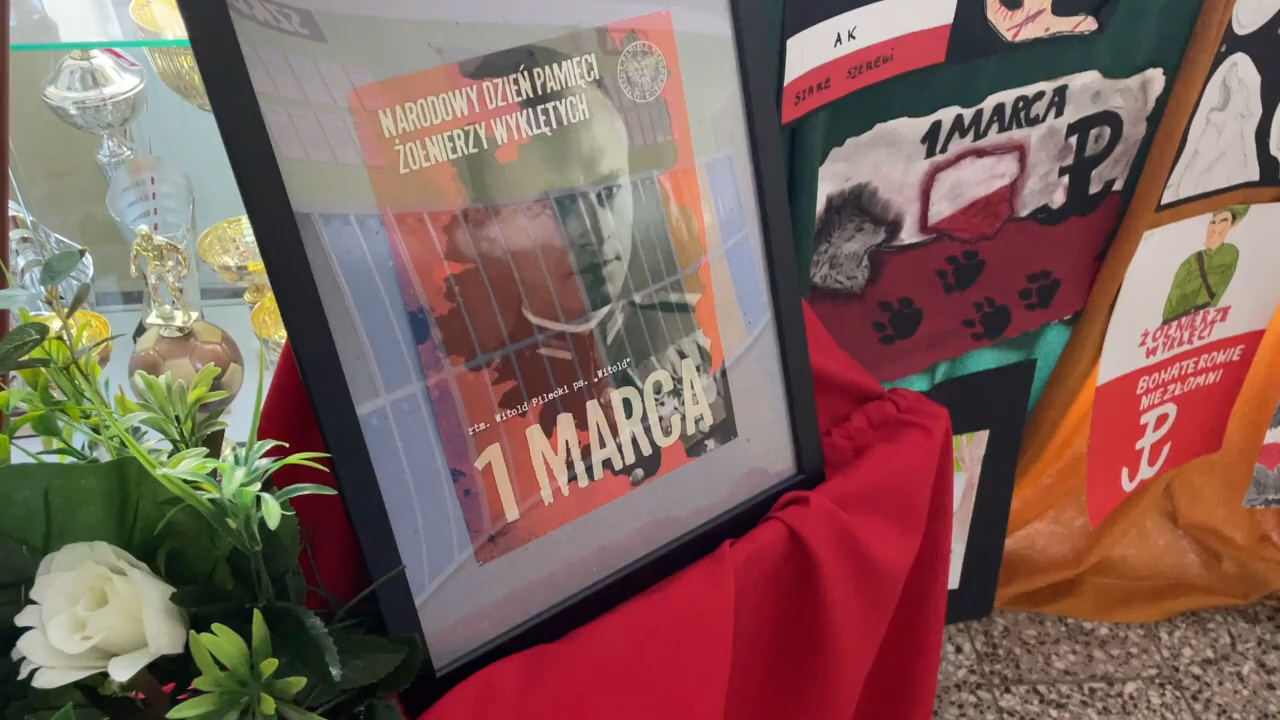 NARODOWY DZIEŃ PAMIĘCI
ŻOŁNIERZY WYKLĘTYCH
rtm. Witold Pilecki ps. „Witold"
1 MARCA
AK
SZARE SZEREGI
1 MARCA
ŻOŁNIERZE
WYKLĘCI
BOHATEROWIE
NIEZŁOMNI